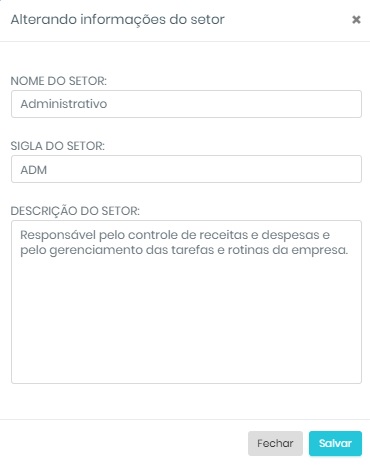 Alterando informações do setor
×
NOME DO SETOR:
Administrativo
SIGLA DO SETOR:
ADM
DESCRIÇÃO DO SETOR:
Responsável pelo controle de receitas e despesas e
pelo gerenciamento das tarefas e rotinas da empresa.
Fechar
Salvar